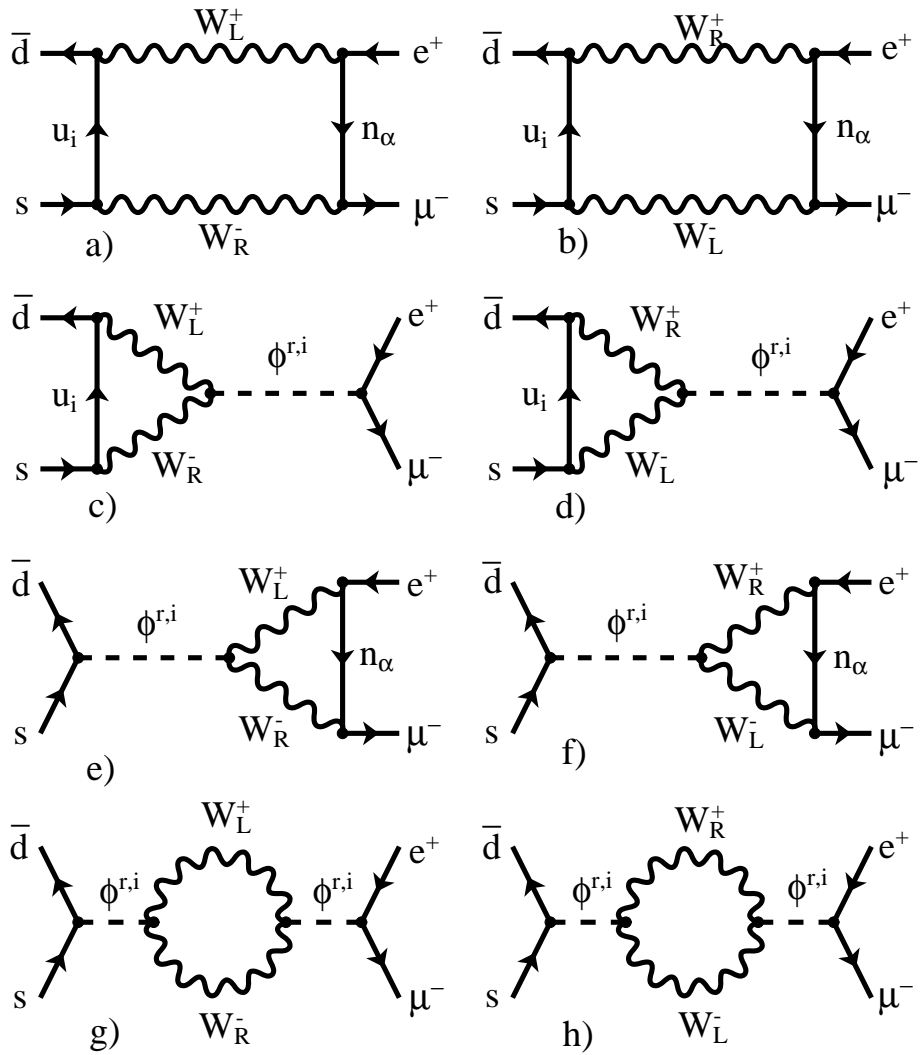 W_L^+ W_R^+
d̅ e⁺ d̅ e⁺
u_i n_α u_i n_α
s μ⁻ s μ⁻
W_R^- W_L^-
a) b)
d̅ W_L^+ e⁺ d̅ W_R^+ e⁺
ϕ^{r,i} ϕ^{r,i}
u_i u_i
s W_R^- μ⁻ s W_L^- μ⁻
c) d)
d̅ W_L^+ e⁺ d̅ W_R^+ e⁺
ϕ^{r,i} n_α ϕ^{r,i} n_α
s W_R^- μ⁻ s W_L^- μ⁻
e) f)
W_L^+ W_R^+
d̅ e⁺ d̅ e⁺
ϕ^{r,i} ϕ^{r,i} ϕ^{r,i} ϕ^{r,i}
s μ⁻ s μ⁻
W_R^- W_L^-
g) h)